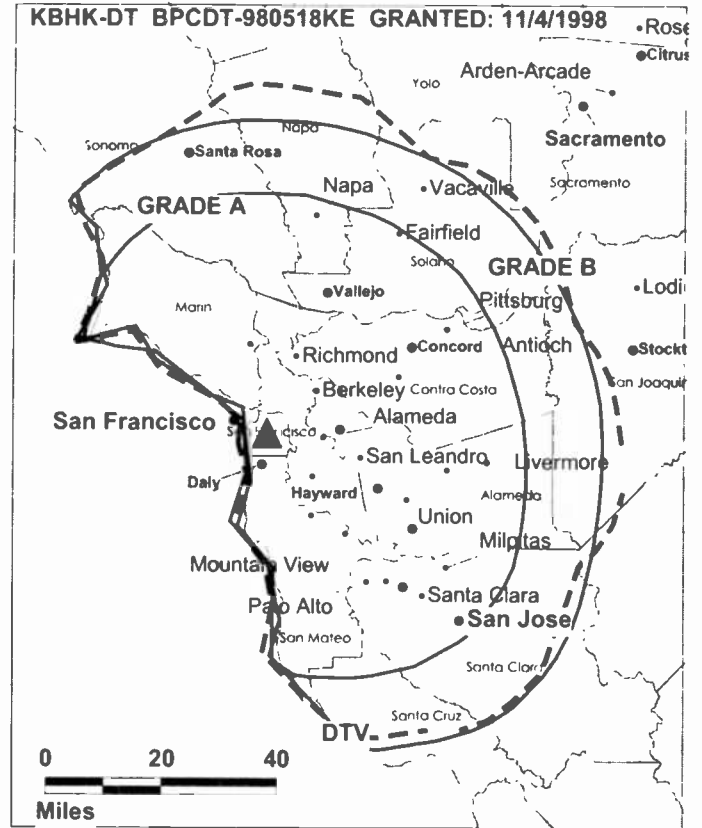 KBHK-DT BPCDT-980518KE GRANTED: 11/4/1998
Rose
Citrus
Arden-Arcade
Yolo
Sacramento
Napa
Sonoma
Santa Rosa
Napa
Vacaville
Sacramento
GRADE A
Fairfield
Solano
GRADE B
Vallejo
Pittsburg
Lodi
Marin
Richmond
Concord
Antioch
Stockt
Berkeley
Contra Costa
San Joaquin
San Francisco
Alameda
San Francisco
San Leandro
Livermore
Daly
Hayward
Alameda
Union
Milpitas
Mountain View
Palo Alto
Santa Clara
San Jose
San Mateo
Santa Clara
Santa Cruz
DTV
0 20 40
Miles